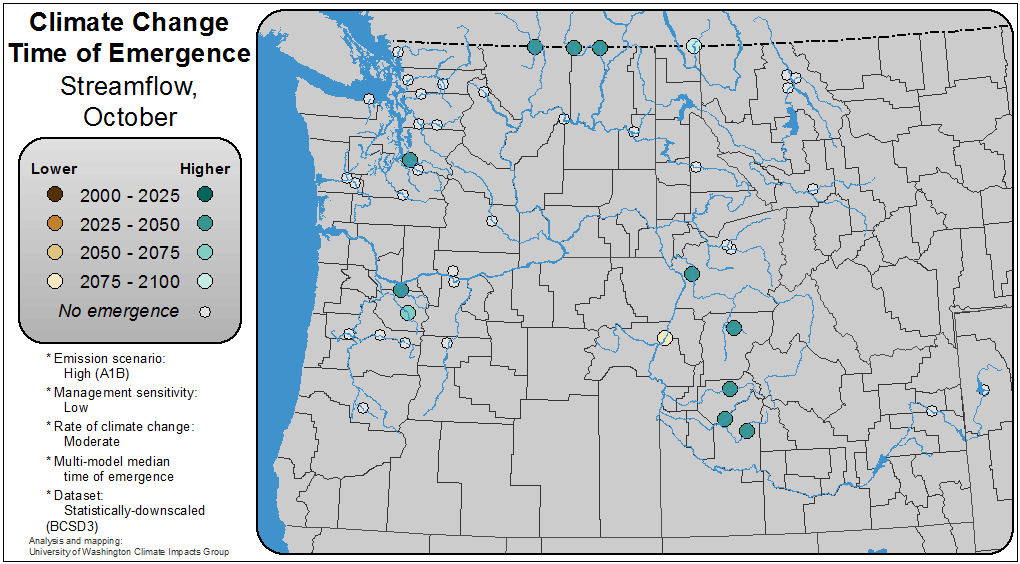 Climate Change
Time of Emergence
Streamflow,
October
Lower Higher
2000 - 2025
2025 - 2050
2050 - 2075
2075 - 2100
No emergence
* Emission scenario:
High (A1B)
* Management sensitivity:
Low
* Rate of climate change:
Moderate
* Multi-model median
time of emergence
* Dataset:
Statistically-downscaled
(BCSD3)
Analysis and mapping:
University of Washington Climate Impacts Group